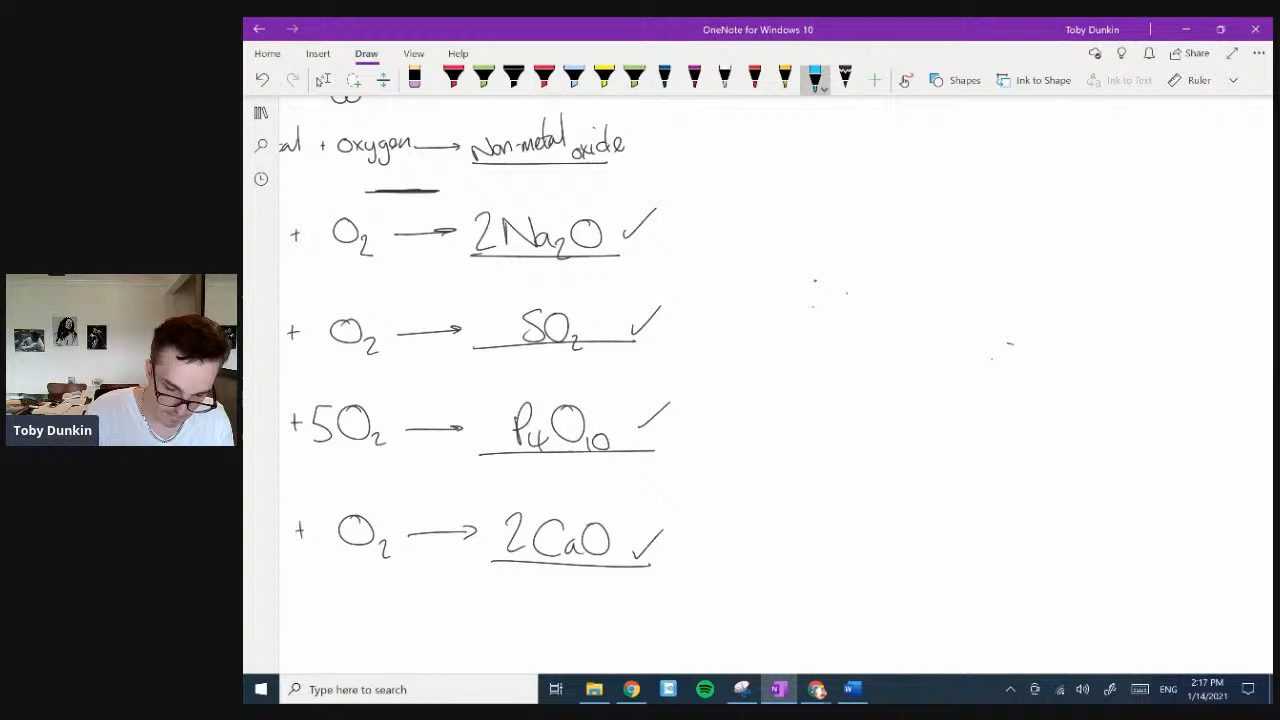 OneNote for Windows 10
Toby Dunkin
Home Insert Draw View Help
Share
Shapes Ink to Shape Ink to Text Ruler
al + oxygen → Non-metal oxide
+ O₂ → 2Na₂O ✓
+ O₂ → SO₂ ✓
+ 5O₂ → P₄O₁₀ ✓
+ O₂ → 2CaO ✓
Toby Dunkin
Type here to search
ENG
2:17 PM
1/14/2021